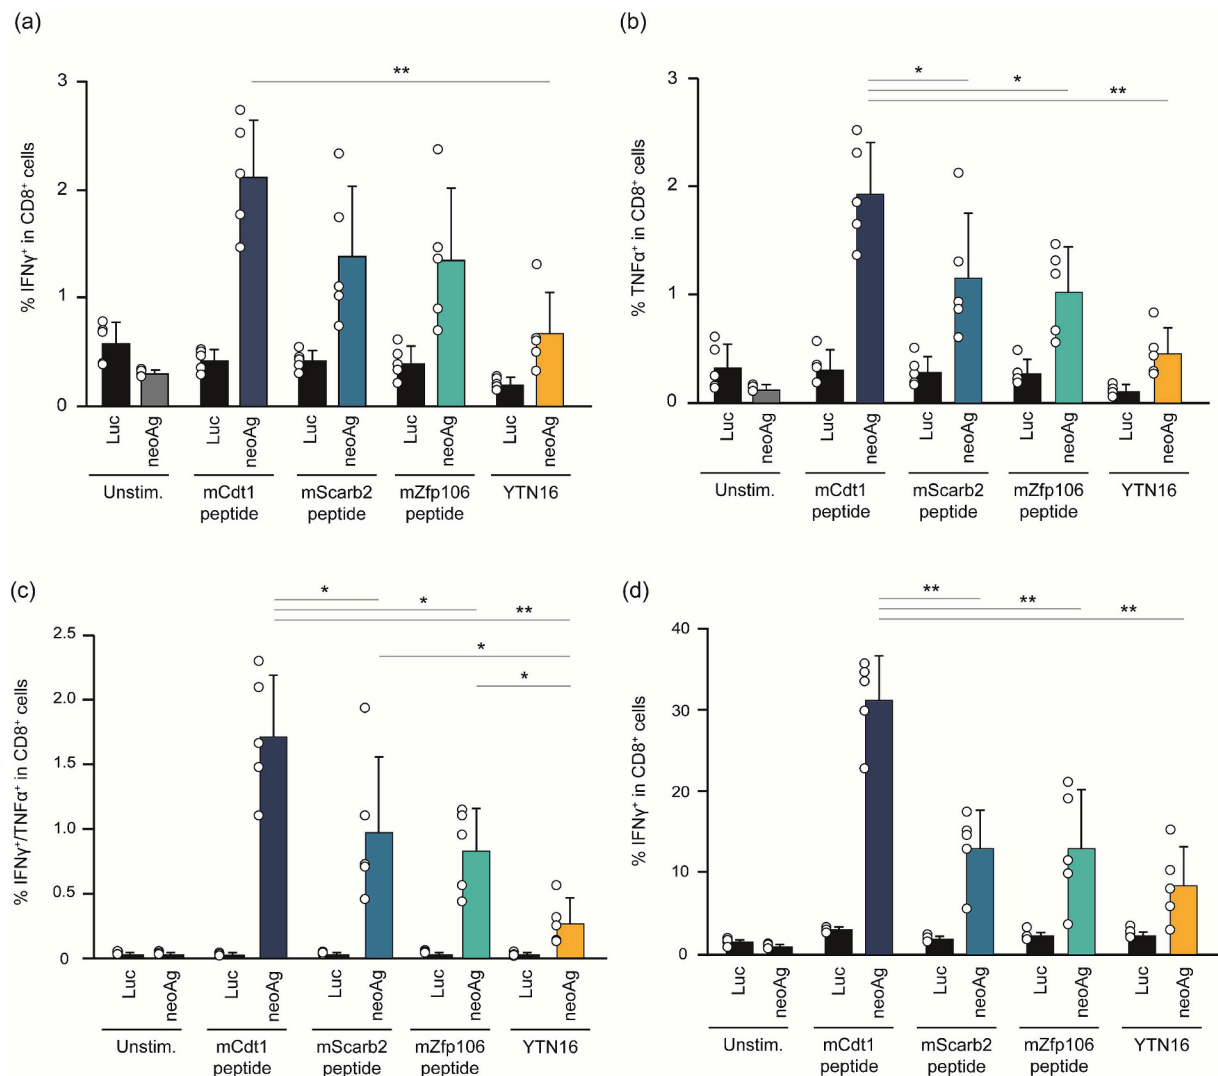 (a)
**
3
2
1
0
% IFNγ⁺ in CD8⁺ cells
Luc neoAg Luc neoAg Luc neoAg Luc neoAg Luc neoAg
Unstim. mCdt1 peptide mScarb2 peptide mZfp106 peptide YTN16
(b)
*
*
**
3
2
1
0
% TNFα⁺ in CD8⁺ cells
Luc neoAg Luc neoAg Luc neoAg Luc neoAg Luc neoAg
Unstim. mCdt1 peptide mScarb2 peptide mZfp106 peptide YTN16
(c)
*
*
**
*
*
2.5
2.0
1.5
1.0
0.5
0
% IFNγ⁺/TNFα⁺ in CD8⁺ cells
Luc neoAg Luc neoAg Luc neoAg Luc neoAg Luc neoAg
Unstim. mCdt1 peptide mScarb2 peptide mZfp106 peptide YTN16
(d)
**
**
**
40
30
20
10
0
% IFNγ⁺ in CD8⁺ cells
Luc neoAg Luc neoAg Luc neoAg Luc neoAg Luc neoAg
Unstim. mCdt1 peptide mScarb2 peptide mZfp106 peptide YTN16